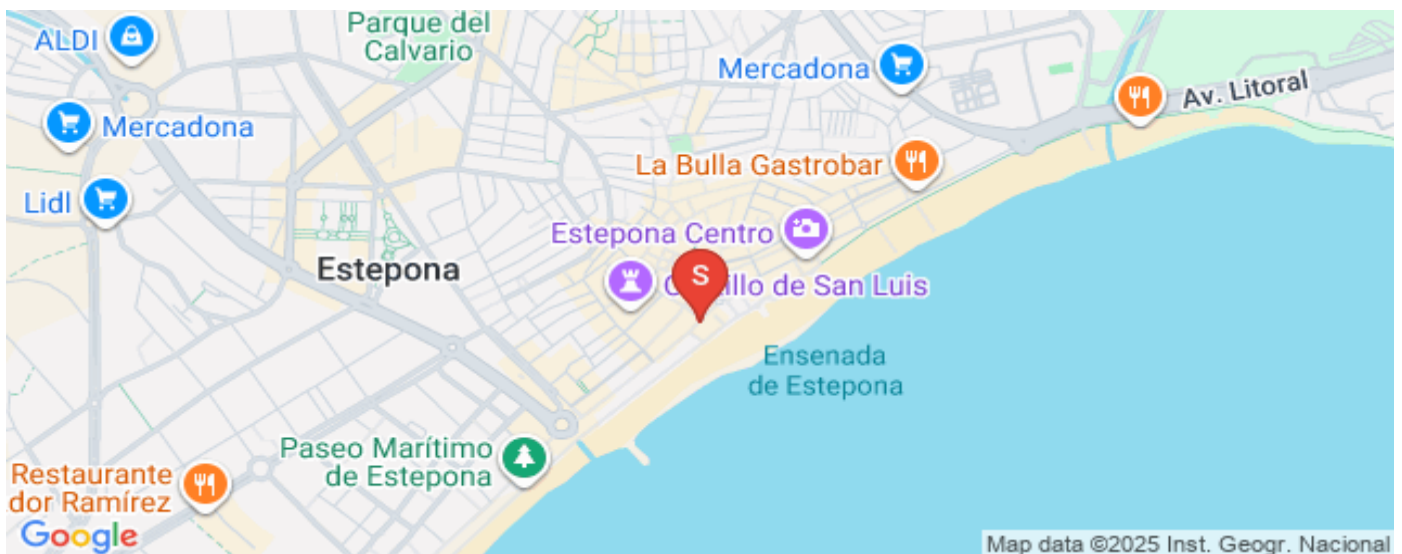 Parque del
Calvario
ALDI
Mercadona
Mercadona
Av. Litoral
La Bulla Gastrobar
Lidl
Estepona Centro
Estepona
S
illo de San Luis
Ensenada
de Estepona
Paseo Marítimo
de Estepona
Restaurante
dor Ramírez
Google
Map data ©2025 Inst. Geogr. Nacional